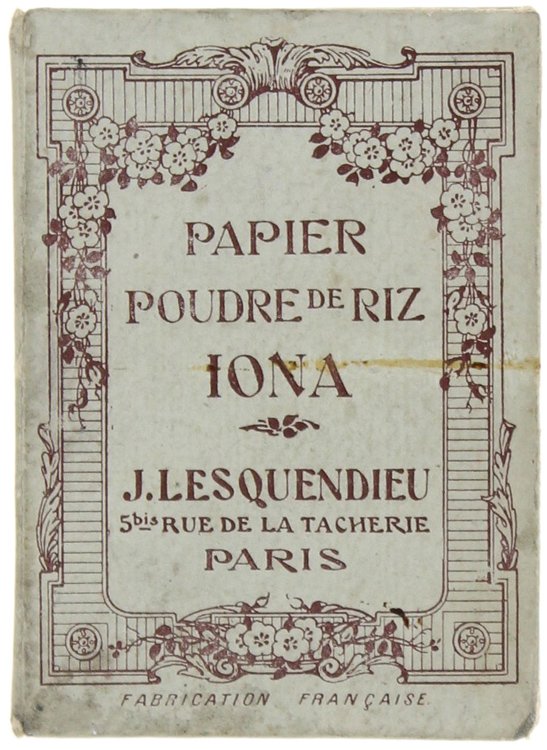 PAPIER
POUDRE DE RIZ
IONA
J. LESQUENDIEU
5bis RUE DE LA TACHERIE
PARIS
FABRICATION FRANÇAISE.